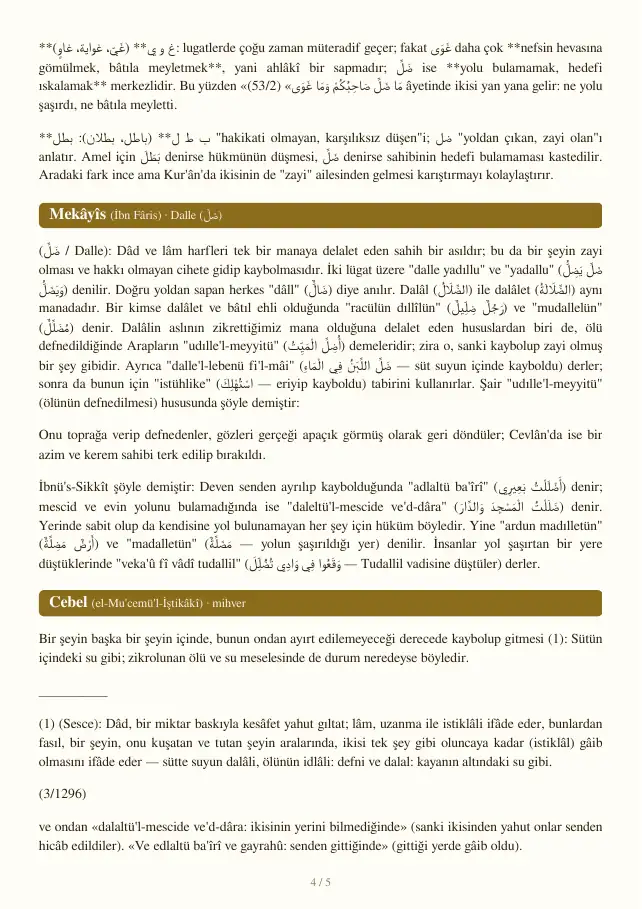 **غ و ي** (غَيّ، غواية، غاوٍ): lugatlerde çoğu zaman müteradif geçer; fakat غَوَى daha çok **nefsin hevasına
gömülmek, bâtıla meyletmek**, yani ahlâkî bir sapmadır; ضَلَّ ise **yolu bulamamak, hedefi
ıskalamak** merkezlidir. Bu yüzden «مَا ضَلَّ صَاحِبُكُمْ وَمَا غَوَى» (53/2) âyetinde ikisi yan yana gelir: ne yolu
şaşırdı, ne bâtıla meyletti.
**ب ط ل** (باطل، بطلان): بطل "hakikati olmayan, karşılıksız düşen"i; ضل "yoldan çıkan, zayi olan"ı
anlatır. Amel için بَطَلَ denirse hükmünün düşmesi, ضَلَّ denirse sahibinin hedefi bulamaması kastedilir.
Aradaki fark ince ama Kur'ân'da ikisinin de "zayi" ailesinden gelmesi karıştırmayı kolaylaştırır.
Mekâyîs (İbn Fâris) · Dalle (ضَلَّ)
(ضَلَّ / Dalle): Dâd ve lâm harfleri tek bir manaya delalet eden sahih bir asıldır; bu da bir şeyin zayi
olması ve hakkı olmayan cihete gidip kaybolmasıdır. İki lügat üzere "dalle yadıllu" ve "yadallu" (ضَلَّ يَضِلُّ
وَيَضَلُّ) denilir. Doğru yoldan sapan herkes "dâll" (ضَالّ) diye anılır. Dalâl (الضَّلَالُ) ile dalâlet (الضَّلَالَةُ) aynı
manadadır. Bir kimse dalâlet ve bâtıl ehli olduğunda "racülün dıllîlün" (رَجُلٌ ضِلِّيلٌ) ve "mudallelün"
(مُضَلَّلٌ) denir. Dalâlin aslının zikrettiğimiz mana olduğuna delalet eden hususlardan biri de, ölü
defnedildiğinde Arapların "udılle'l-meyyitü" (أُضِلَّ الْمَيِّتُ) demeleridir; zira o, sanki kaybolup zayi olmuş
bir şey gibidir. Ayrıca "dalle'l-lebenü fi'l-mâi" (ضَلَّ اللَّبَنُ فِي الْمَاءِ — süt suyun içinde kayboldu) derler;
sonra da bunun için "istühlike" (اسْتُهْلِكَ — eriyip kayboldu) tabirini kullanırlar. Şair "udılle'l-meyyitü"
(ölünün defnedilmesi) hususunda şöyle demiştir:
Onu toprağa verip defnedenler, gözleri gerçeği apaçık görmüş olarak geri döndüler; Cevlân'da ise bir
azim ve kerem sahibi terk edilip bırakıldı.
İbnü's-Sikkît şöyle demiştir: Deven senden ayrılıp kaybolduğunda "adlaltü ba'îrî" (أَضْلَلْتُ بَعِيرِي) denir;
mescid ve evin yolunu bulamadığında ise "daleltü'l-mescide ve'd-dâra" (ضَلَلْتُ الْمَسْجِدَ وَالدَّارَ) denir.
Yerinde sabit olup da kendisine yol bulunamayan her şey için hüküm böyledir. Yine "ardun madılletün"
(أَرْضٌ مَضِلَّةٌ) ve "madalletün" (مَضَلَّةٌ — yolun şaşırıldığı yer) denilir. İnsanlar yol şaşırtan bir yere
düştüklerinde "veka'û fî vâdî tudallil" (وَقَعُوا فِي وَادِي تُضُلِّلَ — Tudallil vadisine düştüler) derler.
Cebel (el-Mu'cemü'l-İştikâkî) · mihver
Bir şeyin başka bir şeyin içinde, bunun ondan ayırt edilemeyeceği derecede kaybolup gitmesi (1): Sütün
içindeki su gibi; zikrolunan ölü ve su meselesinde de durum neredeyse böyledir.
__________
(1) (Sesce): Dâd, bir miktar baskıyla kesâfet yahut gıltat; lâm, uzanma ile istiklâli ifâde eder, bunlardan
fasıl, bir şeyin, onu kuşatan ve tutan şeyin aralarında, ikisi tek şey gibi oluncaya kadar (istiklâl) gâib
olmasını ifâde eder — sütte suyun dalâli, ölünün idlâli: defni ve dalal: kayanın altındaki su gibi.
(3/1296)
ve ondan «dalaltü'l-mescide ve'd-dâra: ikisinin yerini bilmediğinde» (sanki ikisinden yahut onlar senden
hicâb edildiler). «Ve edlaltü ba'îrî ve gayrahû: senden gittiğinde» (gittiği yerde gâib oldu).
4 / 5